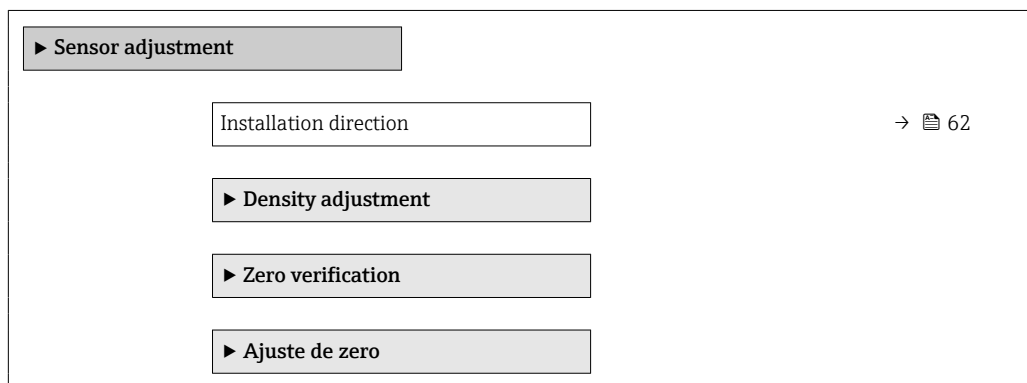 ▶ Sensor adjustment
Installation direction → 62
▶ Density adjustment
▶ Zero verification
▶ Ajuste de zero